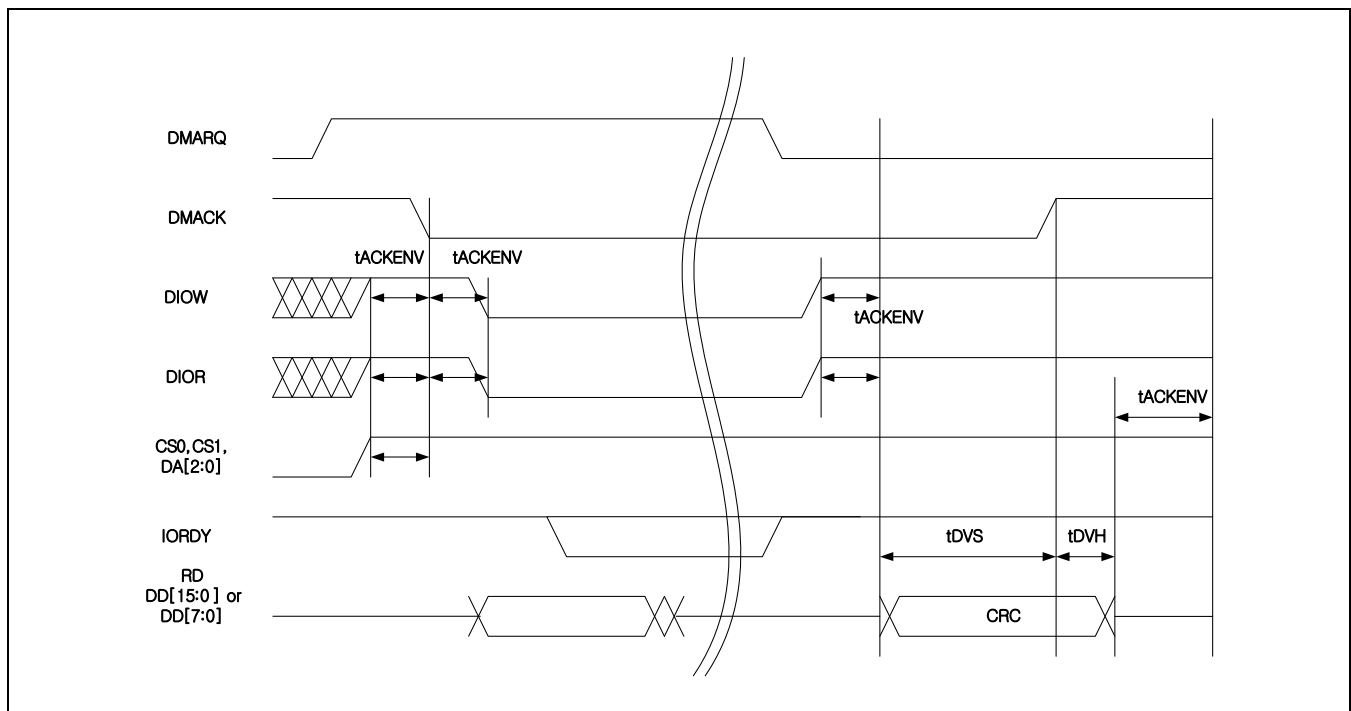 DMARQ
DMACK
tACKENV tACKENV
DIOW
tACKENV
DIOR
tACKENV
CS0,CS1,
DA[2:0]
IORDY
tDVS tDVH
RD
DD[15:0] or
DD[7:0]
CRC